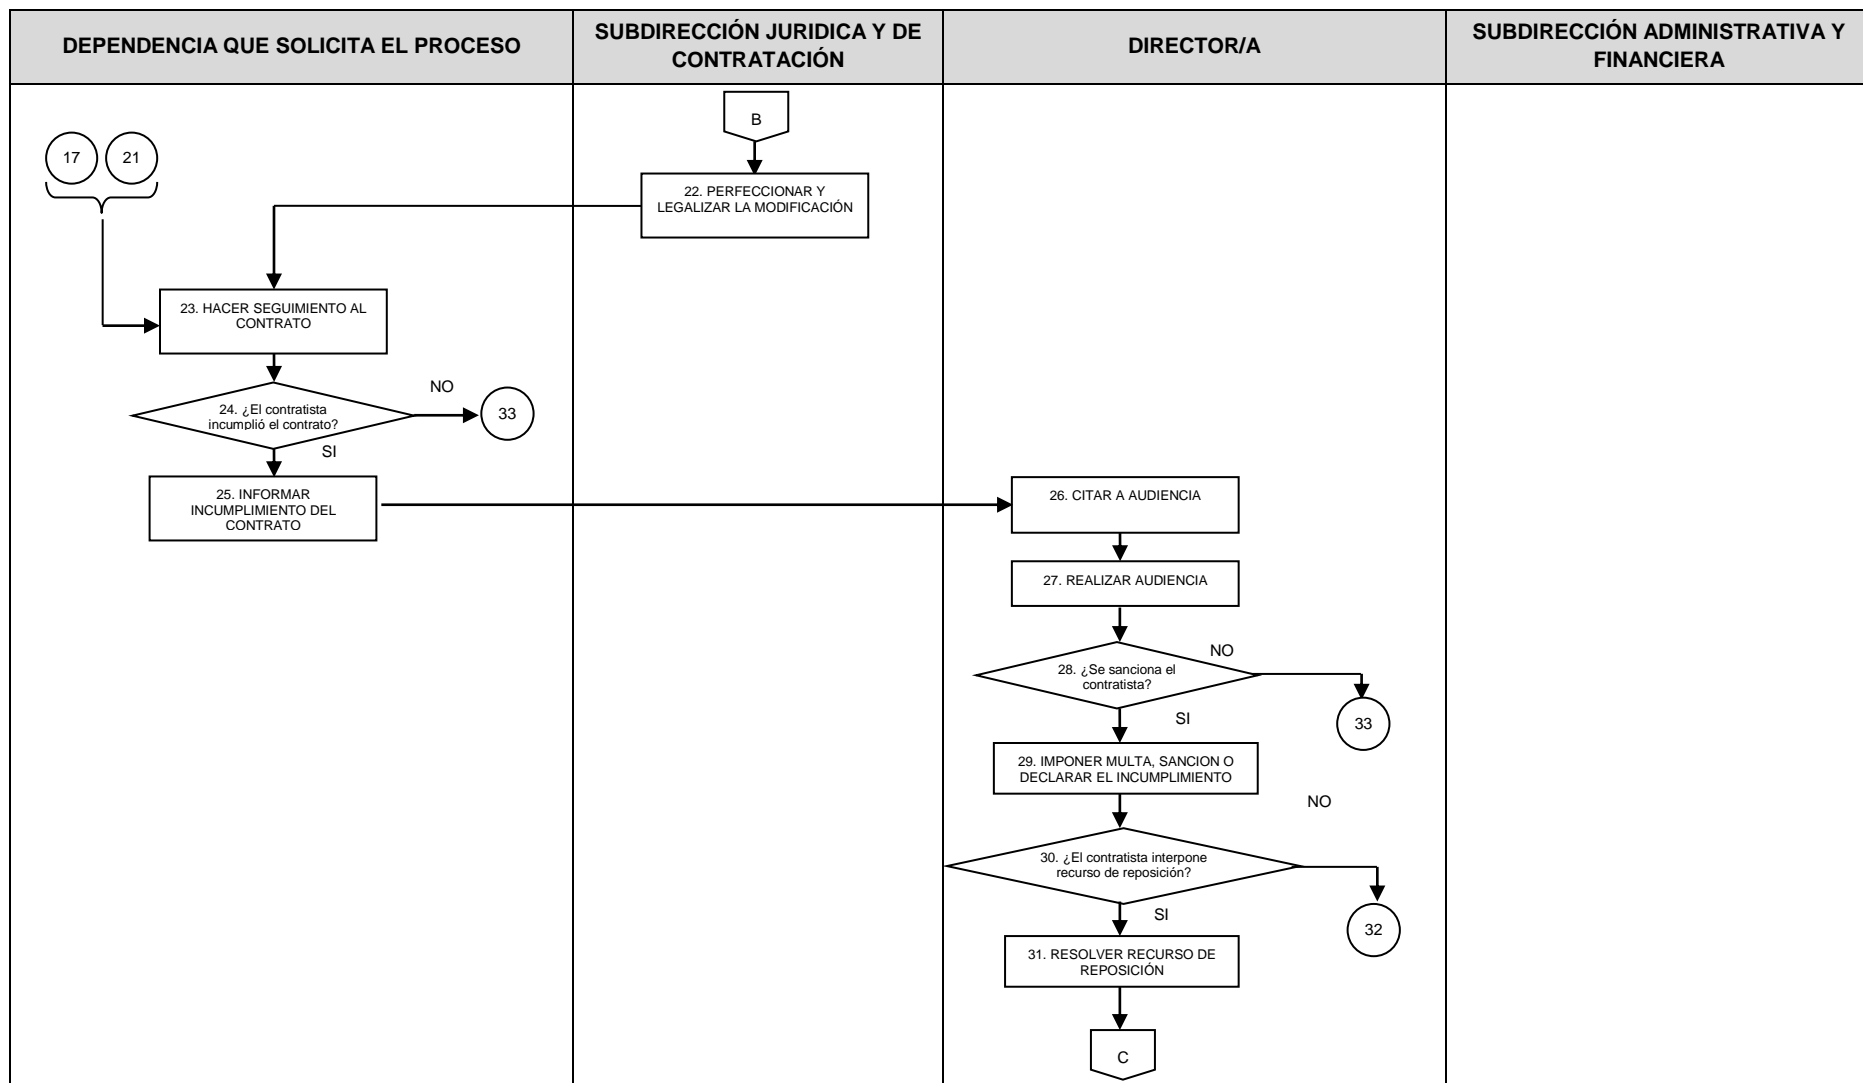 DEPENDENCIA QUE SOLICITA EL PROCESO
SUBDIRECCIÓN JURIDICA Y DE
CONTRATACIÓN
DIRECTOR/A
SUBDIRECCIÓN ADMINISTRATIVA Y
FINANCIERA
B
17
21
22. PERFECCIONAR Y
LEGALIZAR LA MODIFICACIÓN
23. HACER SEGUIMIENTO AL
CONTRATO
NO
24. ¿El contratista
incumplió el contrato?
33
SI
25. INFORMAR
INCUMPLIMIENTO DEL
CONTRATO
26. CITAR A AUDIENCIA
27. REALIZAR AUDIENCIA
NO
28. ¿Se sanciona el
contratista?
33
SI
29. IMPONER MULTA, SANCION O
DECLARAR EL INCUMPLIMIENTO
NO
30. ¿El contratista interpone
recurso de reposición?
SI
32
31. RESOLVER RECURSO DE
REPOSICIÓN
C